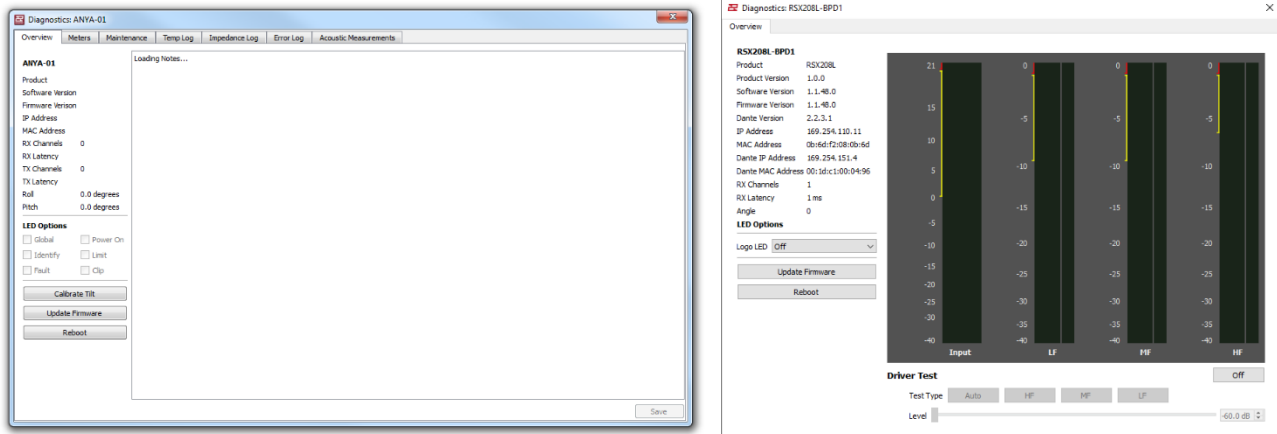 Diagnostics: ANYA-01
Overview Meters Maintenance Temp Log Impedance Log Error Log Acoustic Measurements
ANYA-01
Product
Software Version
Firmware Verison
IP Address
MAC Address
RX Channels 0
RX Latency
TX Channels 0
TX Latency
Roll 0.0 degrees
Pitch 0.0 degrees
LED Options
Global Power On
Identify Limit
Fault Clip
Calibrate Tilt
Update Firmware
Reboot
Loading Notes...
Save
Diagnostics: RSX208L-BPD1
Overview
RSX208L-BPD1
Product RSX208L
Product Version 1.0.0
Software Version 1.1.48.0
Firmware Verison 1.1.48.0
Dante Version 2.2.3.1
IP Address 169.254.110.11
MAC Address 0b:6d:f2:08:0b:6d
Dante IP Address 169.254.151.4
Dante MAC Address 00:1d:c1:00:04:96
RX Channels 1
RX Latency 1 ms
Angle 0
LED Options
Logo LED Off
Update Firmware
Reboot
21 0 0 0
15 -5 -5 -5
10
5 -10 -10 -10
0 -15 -15 -15
-5
-10 -20 -20 -20
-15 -25 -25 -25
-20
-25 -30 -30 -30
-30 -35 -35 -35
-40 -40 -40 -40
Input LF MF HF
Driver Test Off
Test Type Auto HF MF LF
Level -60.0 dB